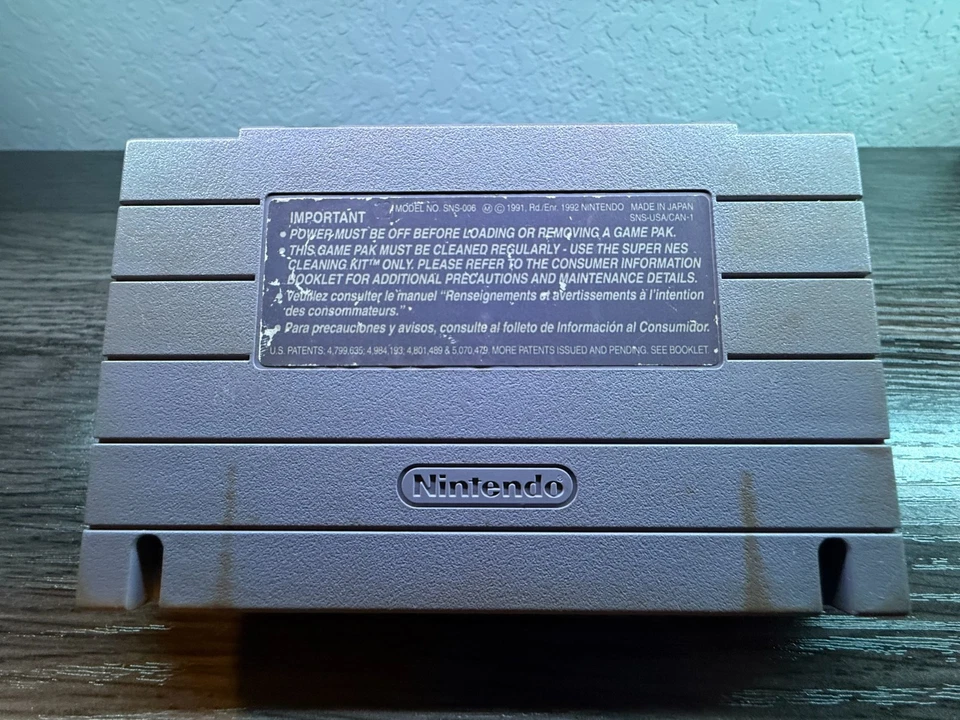 MODEL NO. SNS-006 Ⓜ © 1991, Rd./Enr. 1992 NINTENDO MADE IN JAPAN
IMPORTANT SNS-USA/CAN-1
• POWER MUST BE OFF BEFORE LOADING OR REMOVING A GAME PAK.
• THIS GAME PAK MUST BE CLEANED REGULARLY - USE THE SUPER NES
CLEANING KIT™ ONLY. PLEASE REFER TO THE CONSUMER INFORMATION
BOOKLET FOR ADDITIONAL PRECAUTIONS AND MAINTENANCE DETAILS.
• Veuillez consulter le manuel "Renseignements et avertissements à l'intention
des consommateurs."
• Para precauciones y avisos, consulte al folleto de Información al Consumidor.
U.S. PATENTS: 4,799,635; 4,984,193; 4,801,489 & 5,070,479. MORE PATENTS ISSUED AND PENDING. SEE BOOKLET.
Nintendo